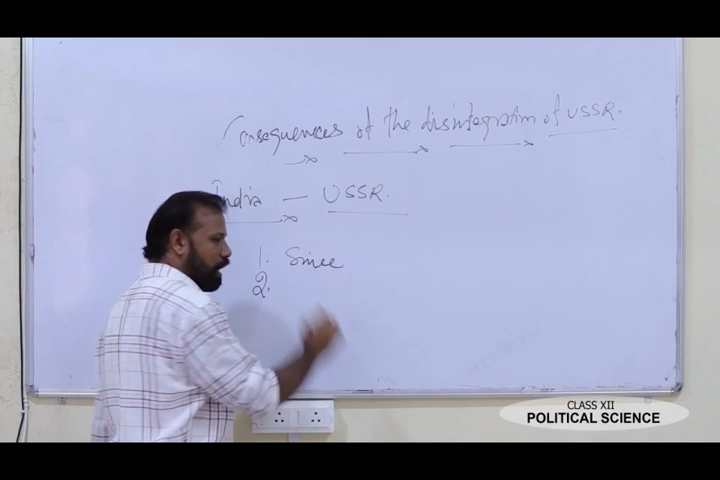 Consequences of the disintegration of USSR.
India — USSR.
1. Since
2.
CLASS XII
POLITICAL SCIENCE